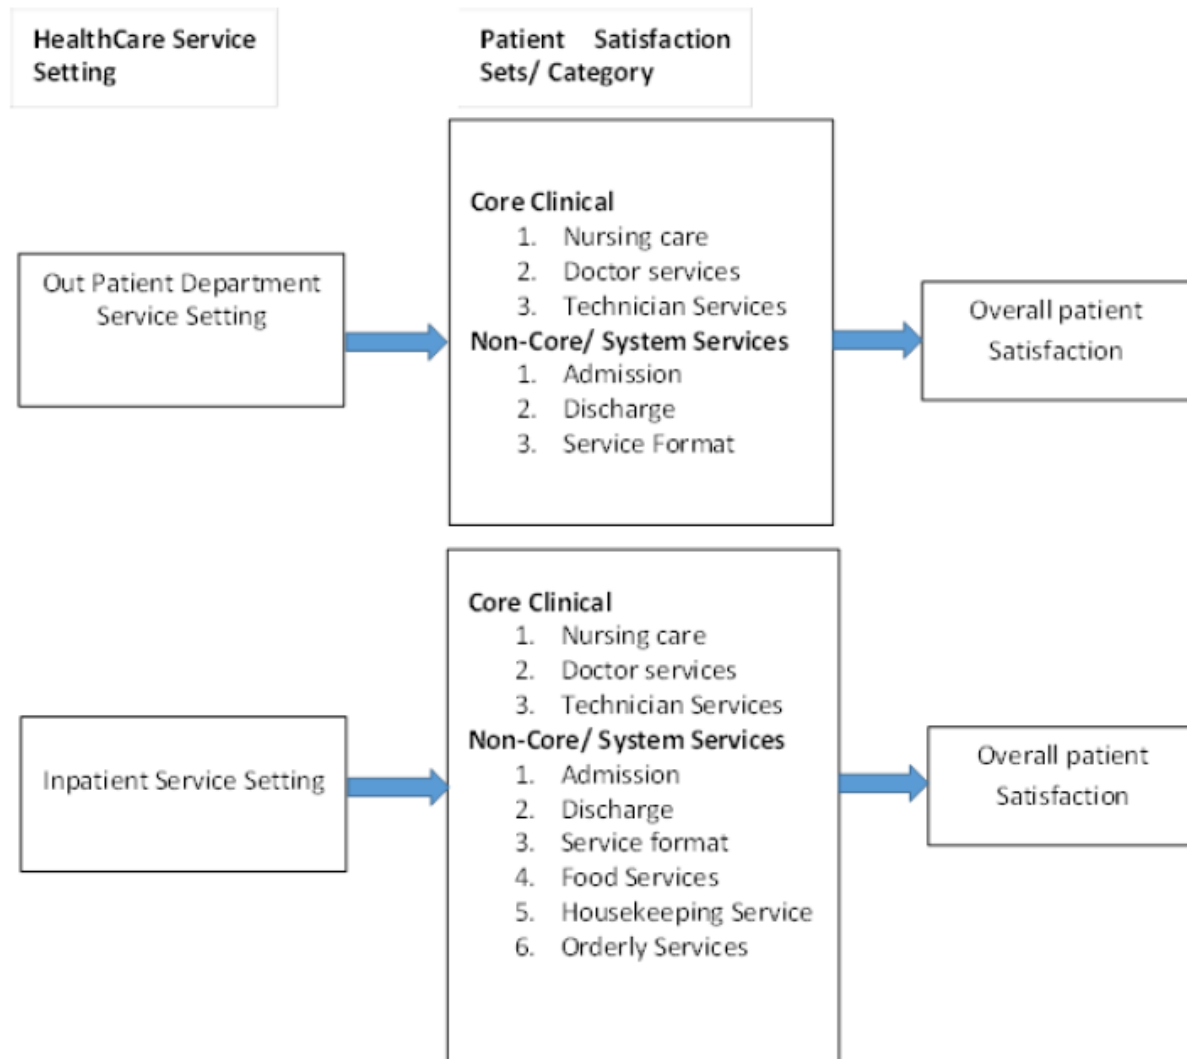 HealthCare Service
Setting
Patient Satisfaction
Sets/ Category
Out Patient Department
Service Setting
Core Clinical
1. Nursing care
2. Doctor services
3. Technician Services
Non-Core/ System Services
1. Admission
2. Discharge
3. Service Format
Overall patient
Satisfaction
Inpatient Service Setting
Core Clinical
1. Nursing care
2. Doctor services
3. Technician Services
Non-Core/ System Services
1. Admission
2. Discharge
3. Service format
4. Food Services
5. Housekeeping Service
6. Orderly Services
Overall patient
Satisfaction